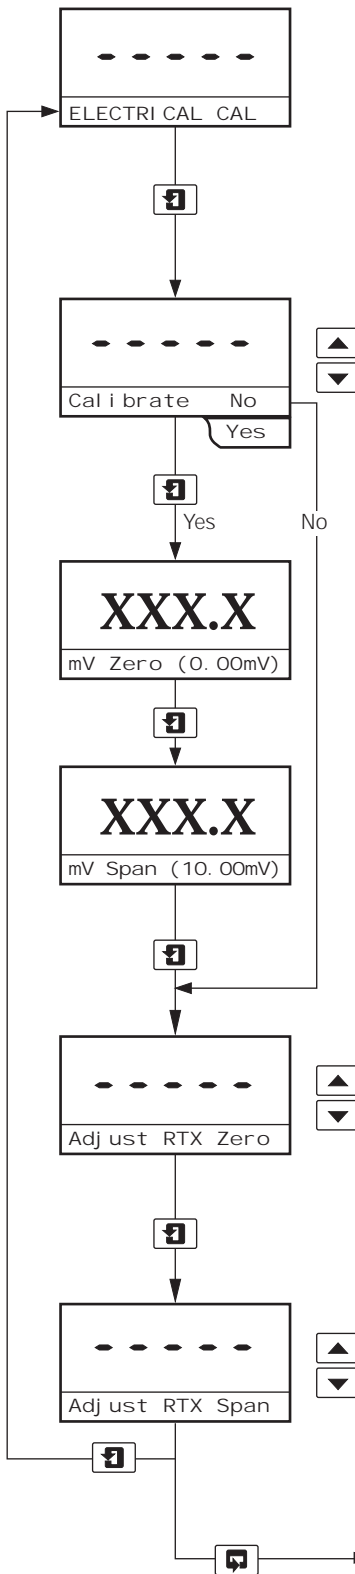 - - - - -
ELECTRICAL CAL
- - - - -
Calibrate No
Yes
Yes
No
XXX.X
mV Zero (0.00mV)
XXX.X
mV Span (10.00mV)
- - - - -
Adjust RTX Zero
- - - - -
Adjust RTX Span